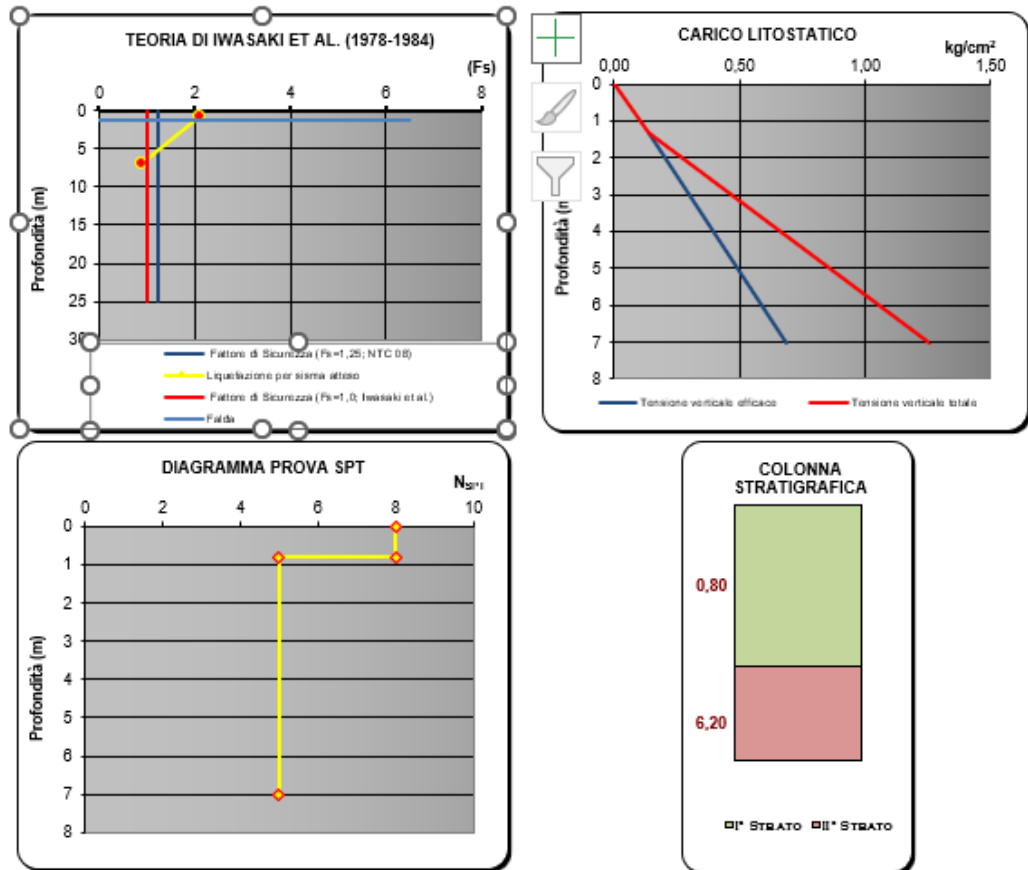 TEORIA DI IWASAKI ET AL. (1978-1984)
(Fs)
0 2 4 6 8
0
5
10
15
20
25
30
Profondità (m)
Fattore di Sicurezza (Fs=1,25; NTC 08)
Liquefazione per sisma atteso
Fattore di Sicurezza (Fs=1,0; Iwasaki et al.)
Falda
CARICO LITOSTATICO
kg/cm²
0,00 0,50 1,00 1,50
0
1
2
3
4
5
6
7
8
Profondità (m
Tensione verticale efficace
Tensione verticale totale
DIAGRAMMA PROVA SPT
NSPT
0 2 4 6 8 10
0
1
2
3
4
5
6
7
8
Profondità (m)
COLONNA
STRATIGRAFICA
0,80
6,20
I° STRATO II° STRATO